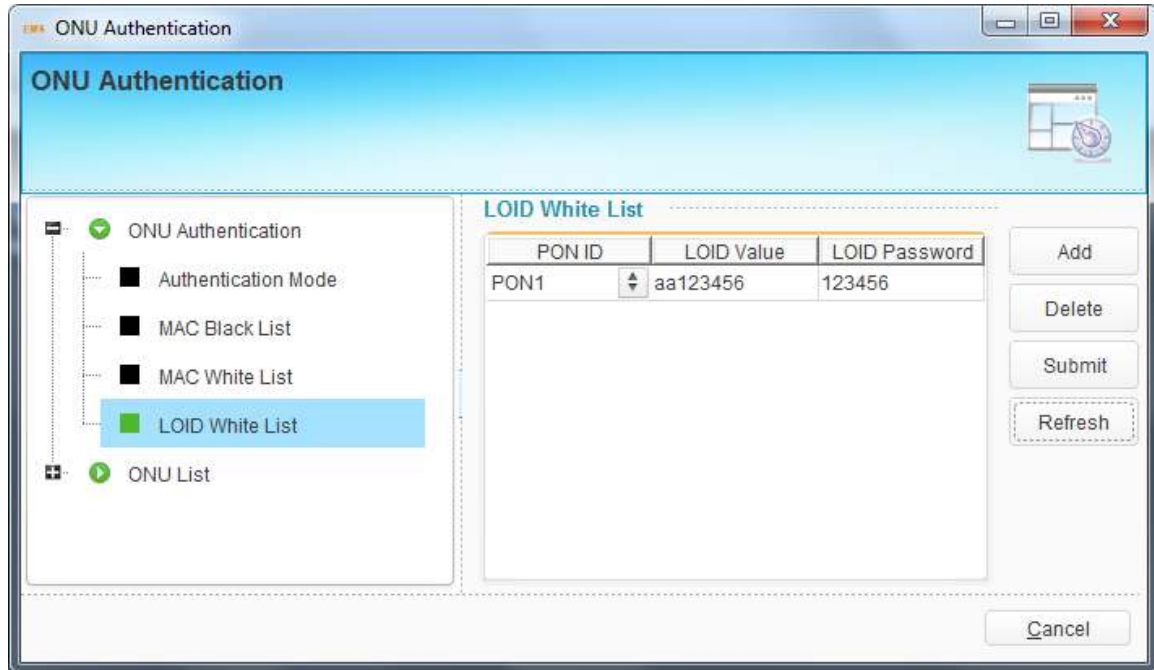 ONU Authentication
ONU Authentication
ONU Authentication
Authentication Mode
MAC Black List
MAC White List
LOID White List
ONU List
LOID White List
PON ID LOID Value LOID Password
PON1 aa123456 123456
Add
Delete
Submit
Refresh
Cancel